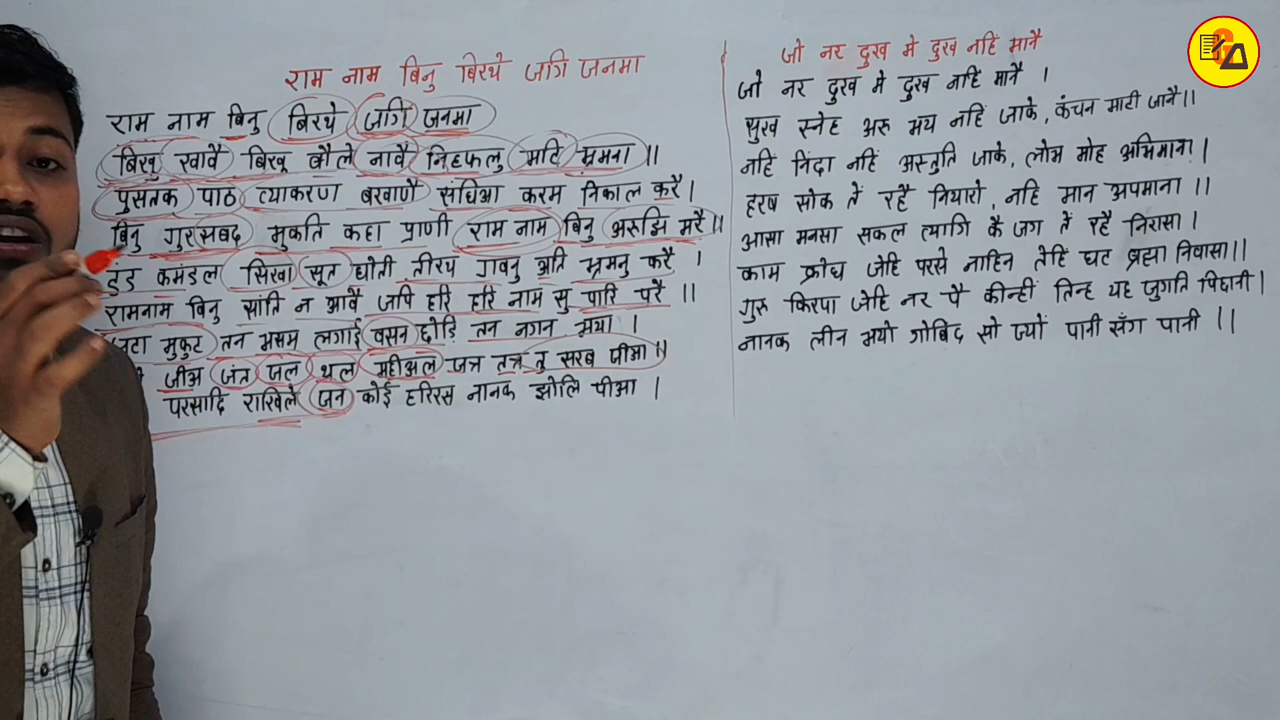 राम नाम बिनु बिरथे जगि जनमा
राम नाम बिनु बिरथे जगि जनमा
बिखु खावै बिखू बौले नावै निहफलु मटि भ्रमना ॥
पुसतक पाठ व्याकरण बखाणै संधिआ करम निकाल करै ।
बिनु गुरसबद मुकति कहा प्राणी राम नाम बिनु अरुझि मरै ॥
डंड कमंडल सिखा सूत धोती तीरथ गवनु अति भ्रमनु करै ।
रामनाम बिनु सांति न आवै जपि हरि हरि नाम सु पारि परै ॥
जटा मुकुट तन भसम लगाई वसन छोड़ि तन नगन भया ।
जीअ जंत्र जल थल महीअल जत्र तत्र तु सरब जीआ ॥
परसादि राखिले जन कोई हरिरस नानक झोलि पीआ ।
जो नर दुख मे दुख नहिं मानै
जो नर दुख मे दुख नहि मानै ।
सुख स्नेह अरु भय नहिं जाके, कंचन माटी जानै ॥
नहि निंदा नहिं अस्तुति जाके, लोभ मोह अभिमाना ।
हरष सोक तें रहै नियारो, नहि मान अपमाना ॥
आसा मनसा सकल त्यागि कै जग तें रहै निरासा ।
काम क्रोध जेहि परसे नाहिन तेहिं घट ब्रह्म निवासा ॥
गुरु किरपा जेहि नर पै कीन्हीं तिन्ह यह जुगति पिछानी ।
नानक लीन भयो गोबिंद सो ज्यों पानी सँग पानी ॥